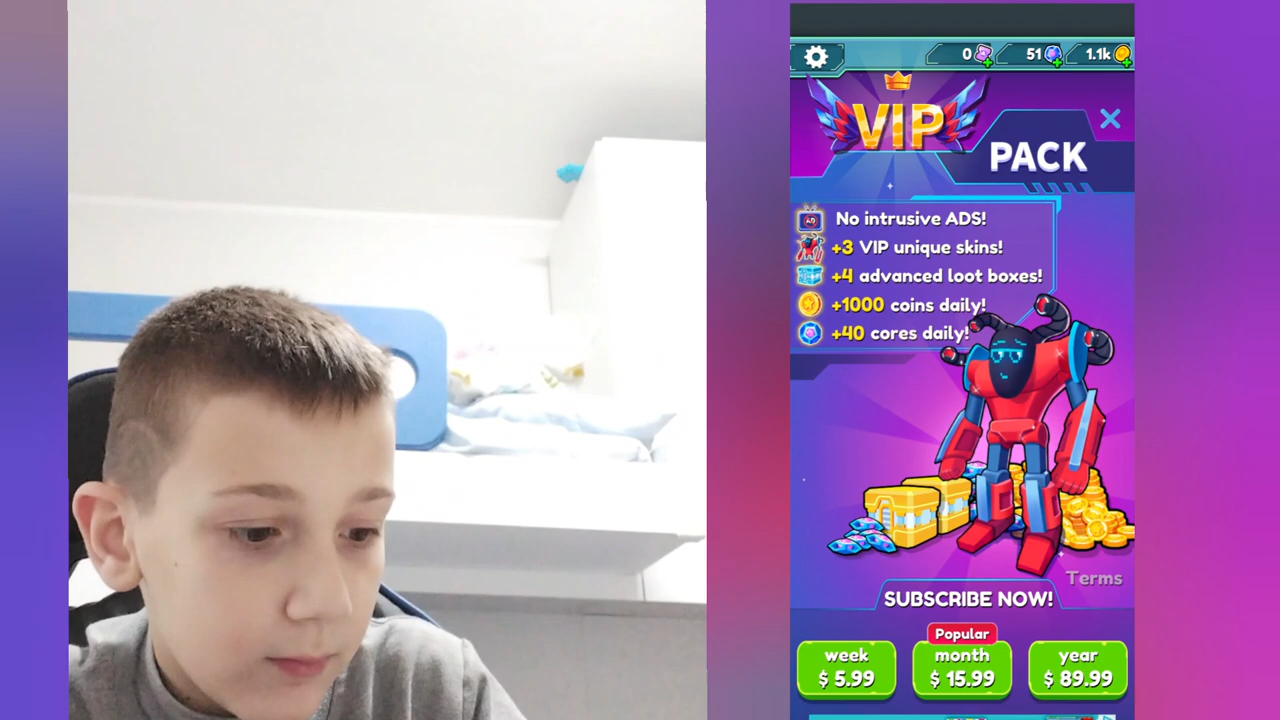 0 51 1.1k
VIP
PACK
AD
No intrusive ADS!
+3 VIP unique skins!
+4 advanced loot boxes!
+1000 coins daily!
+40 cores daily!
Terms
SUBSCRIBE NOW!
Popular
week month year
$ 5.99 $ 15.99 $ 89.99